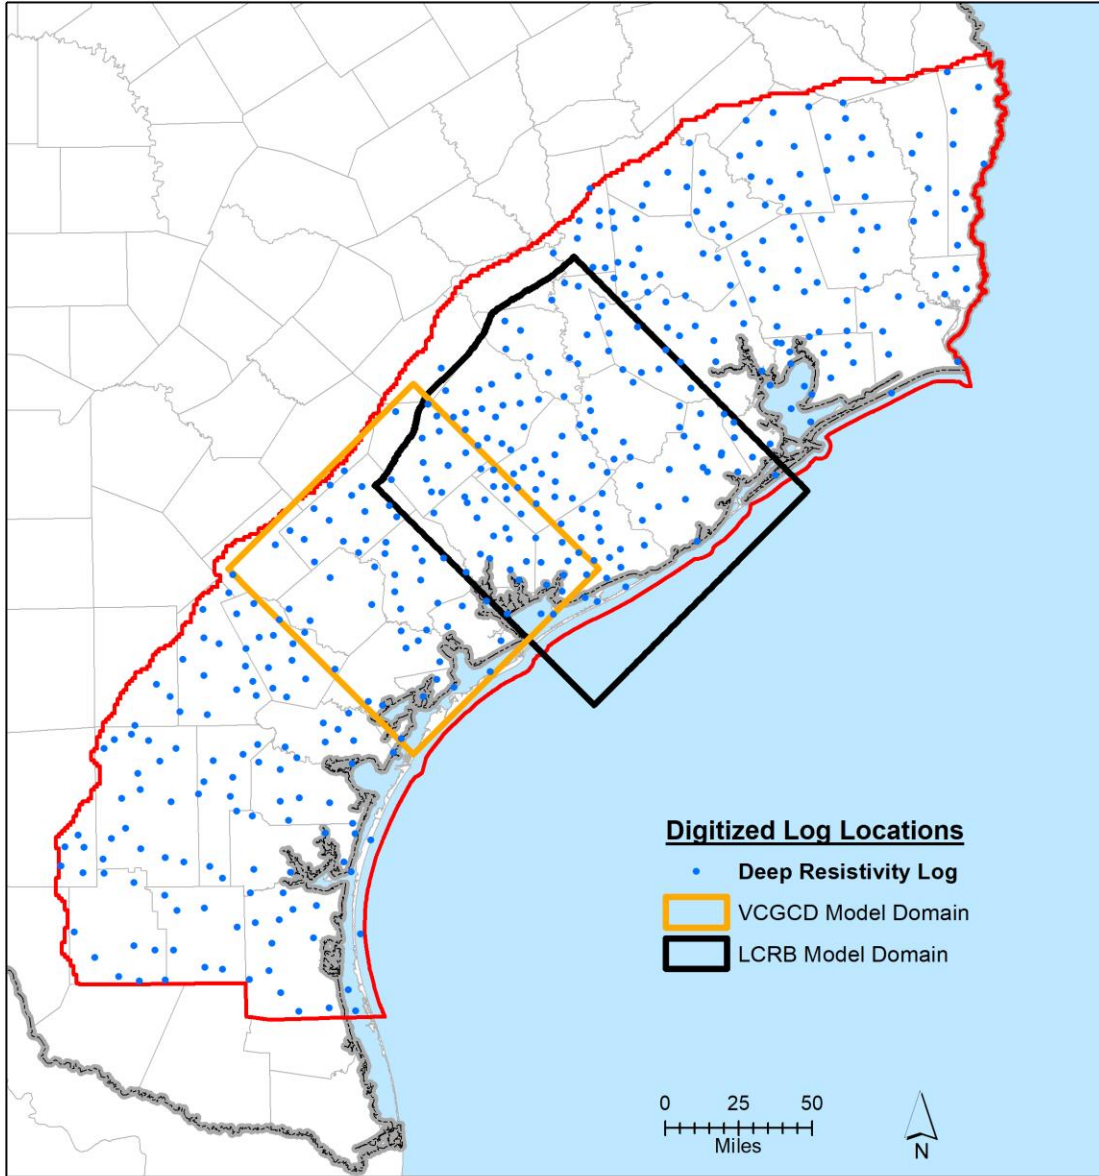 Digitized Log Locations
Deep Resistivity Log
VCGCD Model Domain
LCRB Model Domain
0 25 50
Miles
N